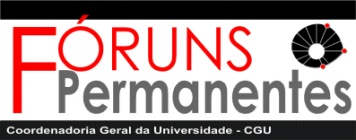 FÓRUNS
Permanentes
Coordenadoria Geral da Universidade - CGU